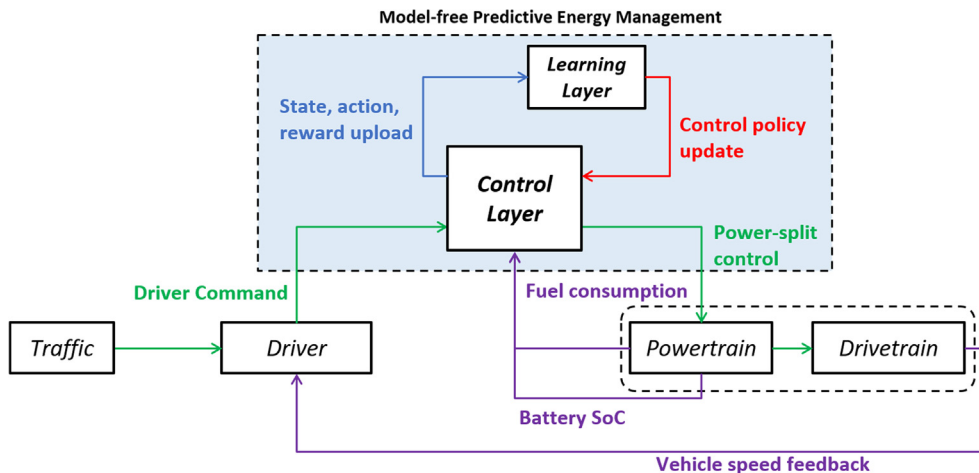 Model-free Predictive Energy Management
Learning
Layer
State, action,
reward upload
Control policy
update
Control
Layer
Power-split
control
Driver Command
Fuel consumption
Traffic
Driver
Powertrain
Drivetrain
Battery SoC
Vehicle speed feedback